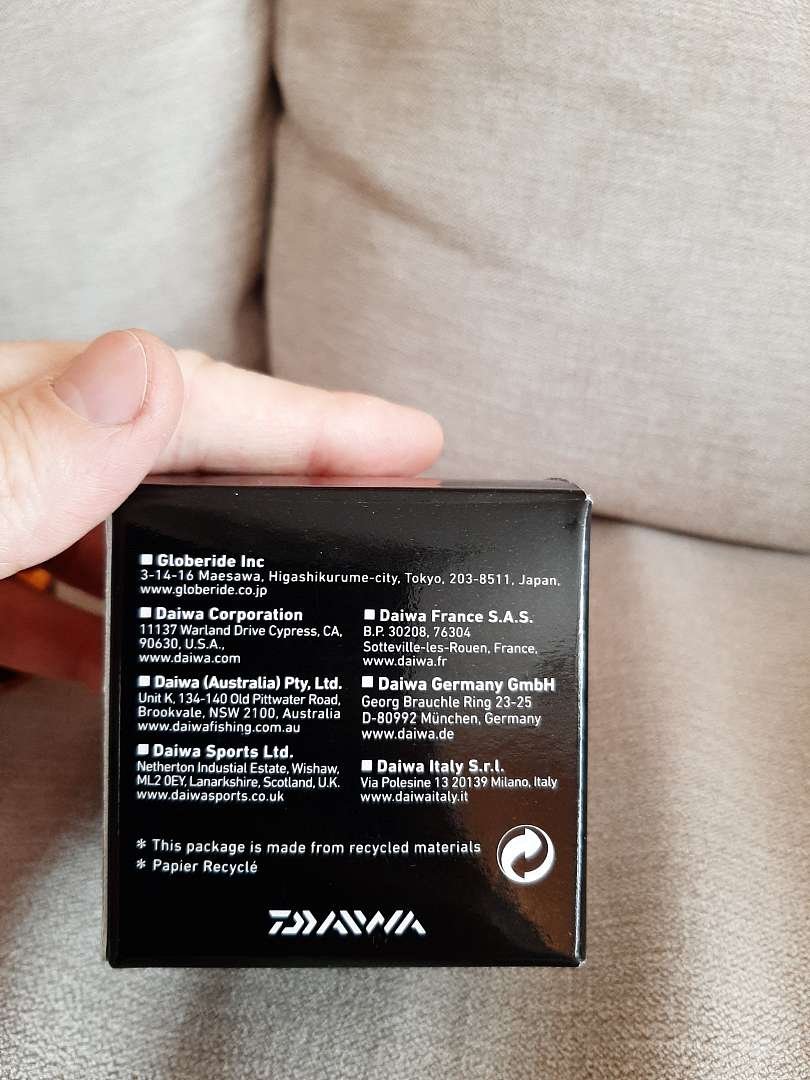 ■ Globeride Inc
3-14-16 Maesawa, Higashikurume-city, Tokyo, 203-8511, Japan,
www.globeride.co.jp
■ Daiwa Corporation
11137 Warland Drive Cypress, CA,
90630, U.S.A.,
www.daiwa.com
■ Daiwa (Australia) Pty, Ltd.
Unit K, 134-140 Old Pittwater Road,
Brookvale, NSW 2100, Australia
www.daiwafishing.com.au
■ Daiwa Sports Ltd.
Netherton Industial Estate, Wishaw,
ML2 0EY, Lanarkshire, Scotland, U.K.
www.daiwasports.co.uk
■ Daiwa France S.A.S.
B.P. 30208, 76304
Sotteville-les-Rouen, France,
www.daiwa.fr
■ Daiwa Germany GmbH
Georg Brauchle Ring 23-25
D-80992 München, Germany
www.daiwa.de
■ Daiwa Italy S.r.l.
Via Polesine 13 20139 Milano, Italy
www.daiwaitaly.it
* This package is made from recycled materials
* Papier Recyclé
DAIWA